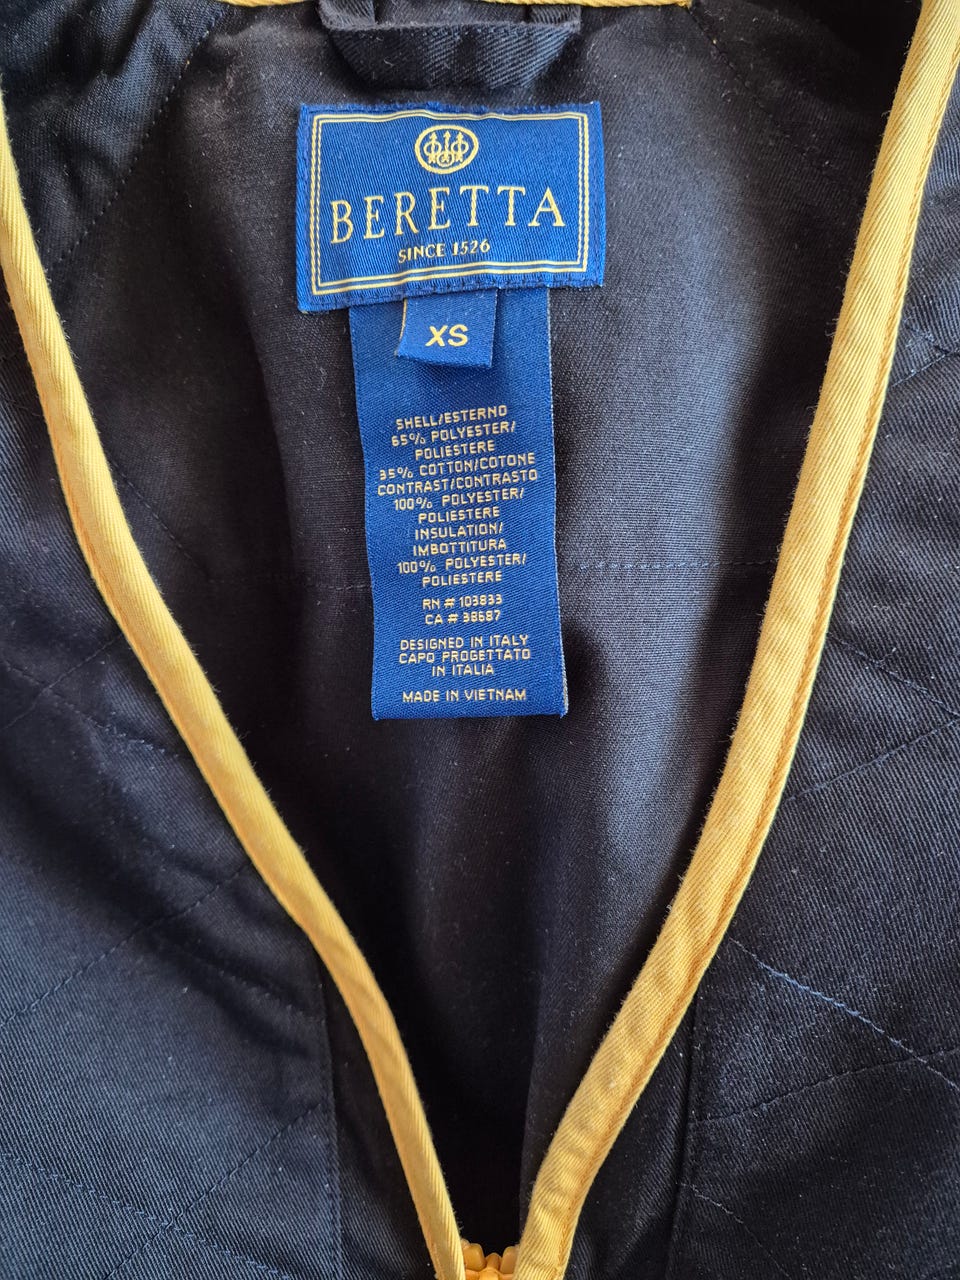 BERETTA
SINCE 1526
XS
SHELL/ESTERNO
65% POLYESTER/
POLIESTERE
35% COTTON/COTONE
CONTRAST/CONTRASTO
100% POLYESTER/
POLIESTERE
INSULATION/
IMBOTTITURA
100% POLYESTER/
POLIESTERE
RN # 103833
CA # 38687
DESIGNED IN ITALY
CAPO PROGETTATO
IN ITALIA
MADE IN VIETNAM